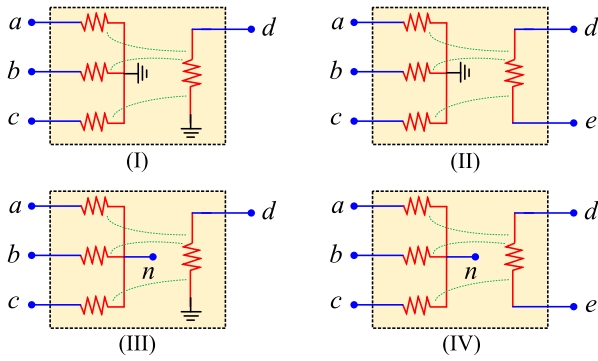 a d a d
b b
c c e
(I) (II)
a d a d
b n b n
c c e
(III) (IV)